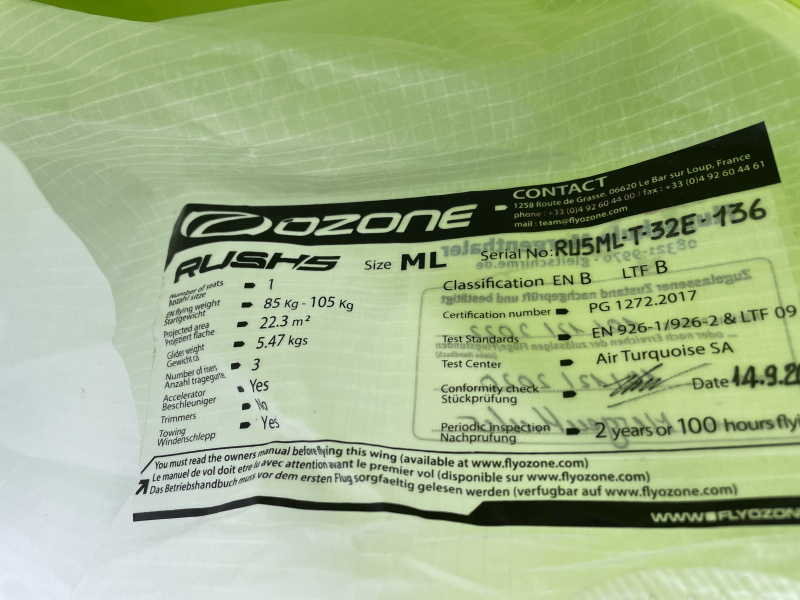 OZONE
CONTACT
1258 Route de Grasse, 06620 Le Bar sur Loup, France
phone : +33 (0)4 92 60 44 00 / fax : +33 (0)4 92 60 44 61
mail : team@flyozone.com
RUSH5 Size ML Serial No: RU5ML-T-32E-136
Number of seats
Anzahl sitze
1
EN flying weight
Startgewicht
85 Kg - 105 Kg
Projected area
Projiziert fläche
22.3 m²
Glider weight
Gewicht ca
5.47 kgs
Number of risers
Anzahl tragegurte
3
Accelerator
Beschleuniger
Yes
Trimmers
No
Towing
Windenschlepp
Yes
Classification EN B LTF B
Certification number PG 1272.2017
Test Standards EN 926-1/926-2 & LTF 09
Test Center Air Turquoise SA
Conformity check
Stückprüfung
Date 14.9.20
Periodic Inspection
Nachprüfung
2 years or 100 hours flyi
You must read the owners manual before flying this wing (available at www.flyozone.com)
Le manuel de vol doit etre lu avec attention avant le premier vol (disponible sur www.flyozone.com)
Das Betriebshandbuch muss vor dem ersten Flug sorgfaeltig gelesen werden (verfugbar auf www.flyozone.com)
WWW.FLYOZON